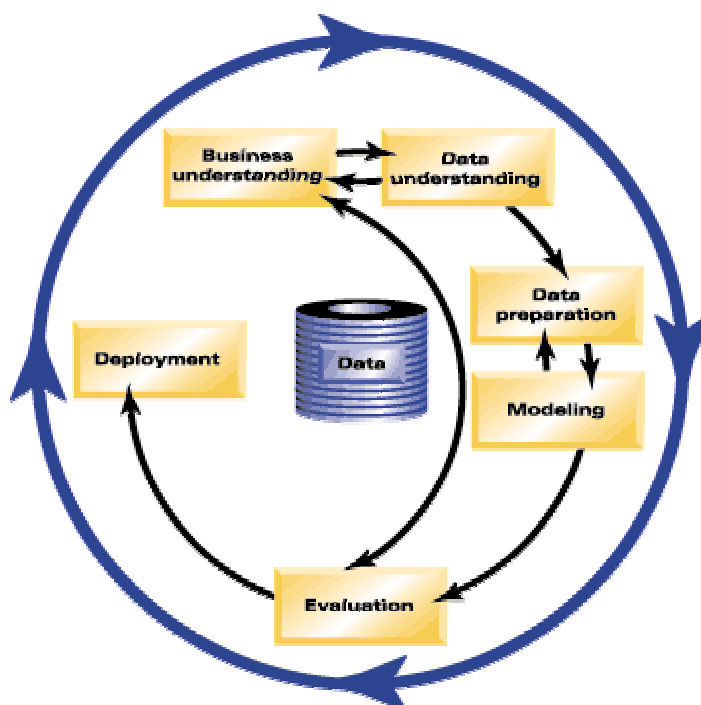 Business
understanding
Data
understanding
Data
preparation
Deployment
Data
Modeling
Evaluation